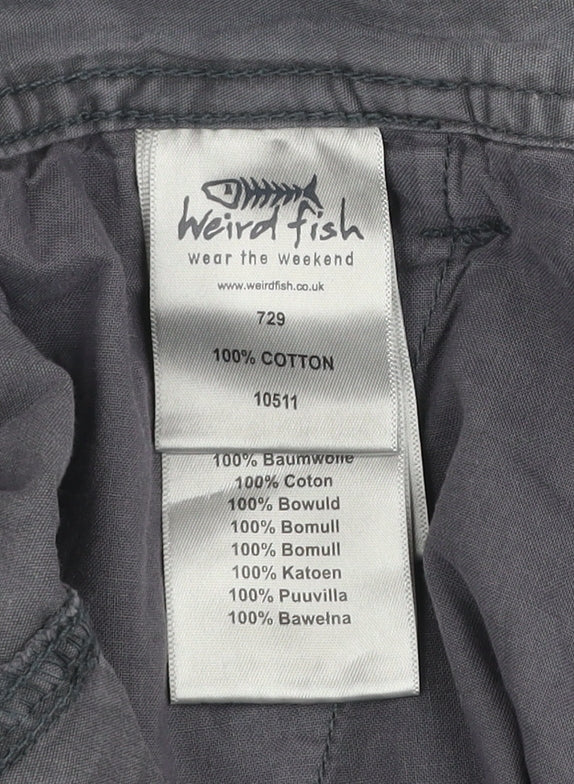 Weird fish
wear the weekend
www.weirdfish.co.uk
729
100% COTTON
10511
100% Baumwolle
100% Coton
100% Bowuld
100% Bomull
100% Bomull
100% Katoen
100% Puuvilla
100% Bawełna